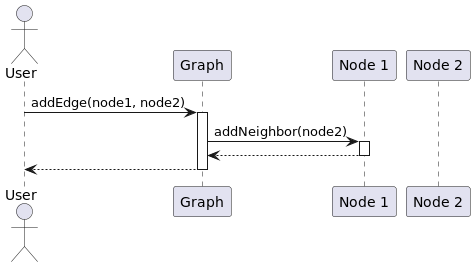 User
Graph
Node 1
Node 2
addEdge(node1, node2)
addNeighbor(node2)
User
Graph
Node 1
Node 2